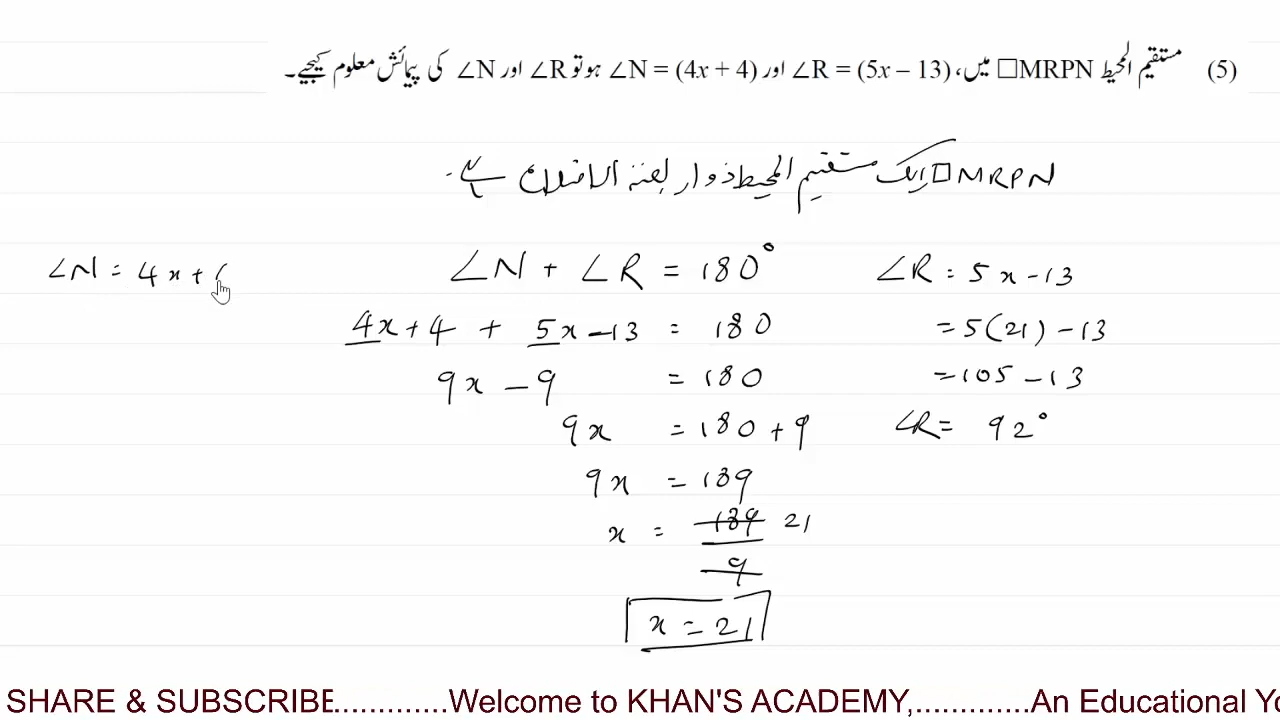 (5) مستقیم المحیط □MRPN میں، ∠R = (5x – 13) اور ∠N = (4x + 4) ہو تو ∠R اور ∠N کی پیمائش معلوم کیجیے۔
□MRPN ایک مستقیم المحیط ذواربعتہ الاضلاع ہے۔
∠N + ∠R = 180°
4x + 4 + 5x – 13 = 180
9x – 9 = 180
9x = 180 + 9
9x = 189
x = 189 21
9
x = 21
∠R = 5x – 13
= 5(21) – 13
= 105 – 13
∠R = 92°
∠N = 4x +
SHARE & SUBSCRIBE.............Welcome to KHAN'S ACADEMY,............An Educational Yo